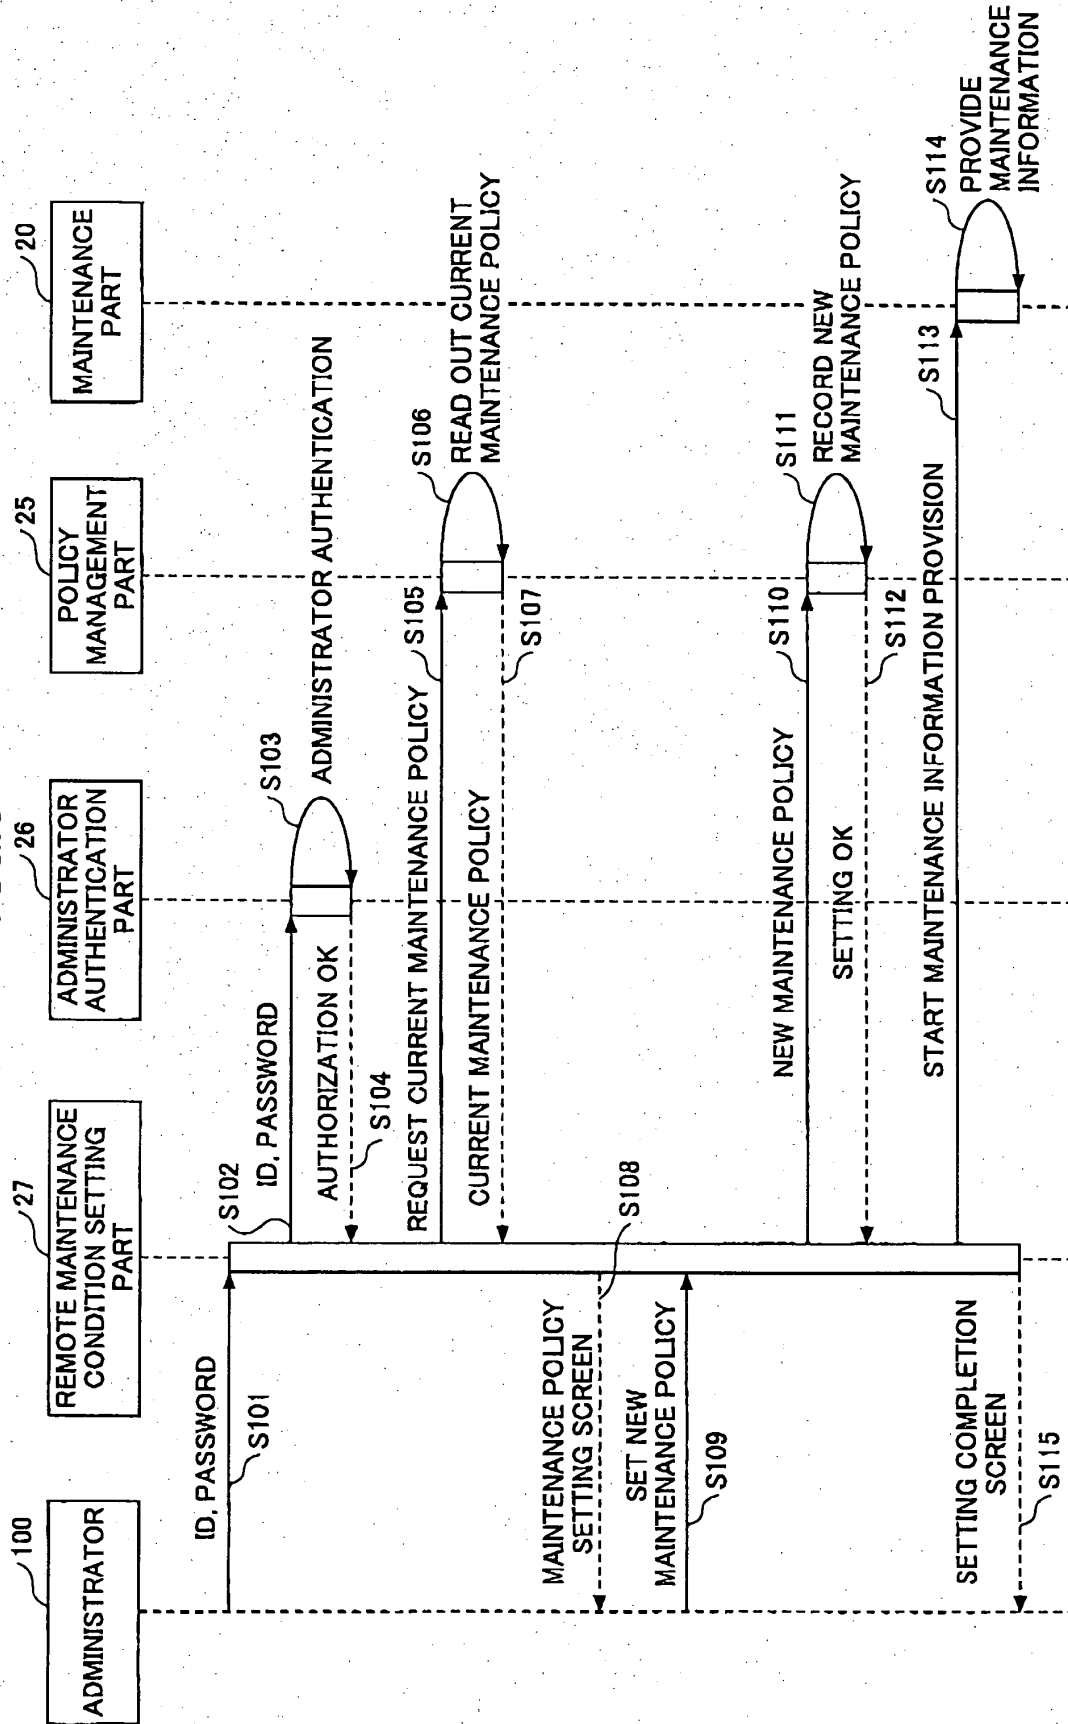 100
ADMINISTRATOR
27
REMOTE MAINTENANCE
CONDITION SETTING
PART
26
ADMINISTRATOR
AUTHENTICATION
PART
25
POLICY
MANAGEMENT
PART
20
MAINTENANCE
PART
ID, PASSWORD
S101
S102
ID, PASSWORD
S103
ADMINISTRATOR AUTHENTICATION
AUTHORIZATION OK
S104
REQUEST CURRENT MAINTENANCE POLICY
S105
S106
READ OUT CURRENT
MAINTENANCE POLICY
CURRENT MAINTENANCE POLICY
S107
MAINTENANCE POLICY
SETTING SCREEN
S108
SET NEW
MAINTENANCE POLICY
S109
NEW MAINTENANCE POLICY
S110
S111
RECORD NEW
MAINTENANCE POLICY
SETTING OK
S112
START MAINTENANCE INFORMATION PROVISION
S113
S114
PROVIDE
MAINTENANCE
INFORMATION
SETTING COMPLETION
SCREEN
S115